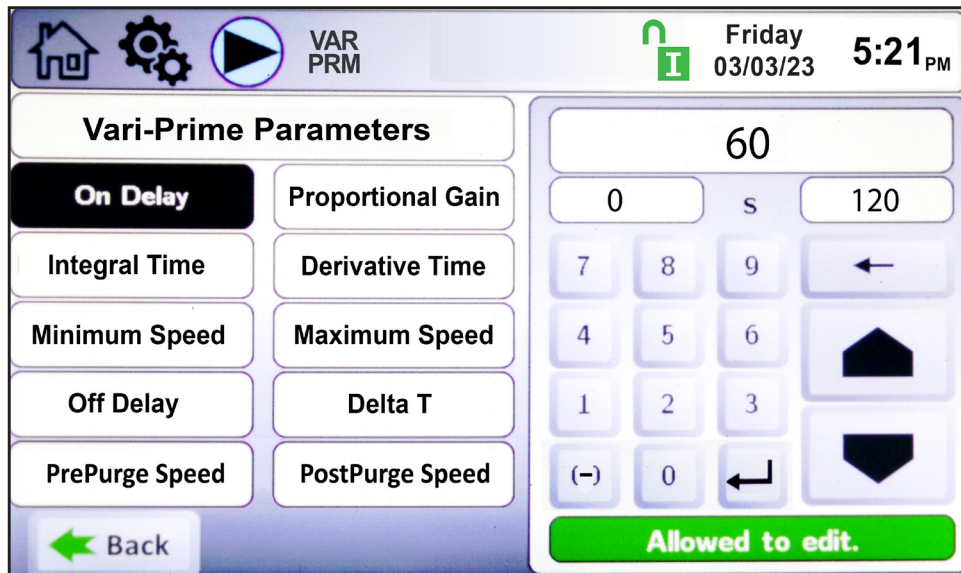 VAR
PRM
I
Friday
03/03/23
5:21 PM
Vari-Prime Parameters
On Delay
Proportional Gain
Integral Time
Derivative Time
Minimum Speed
Maximum Speed
Off Delay
Delta T
PrePurge Speed
PostPurge Speed
Back
60
0 s 120
7 8 9
4 5 6
1 2 3
(-) 0
Allowed to edit.